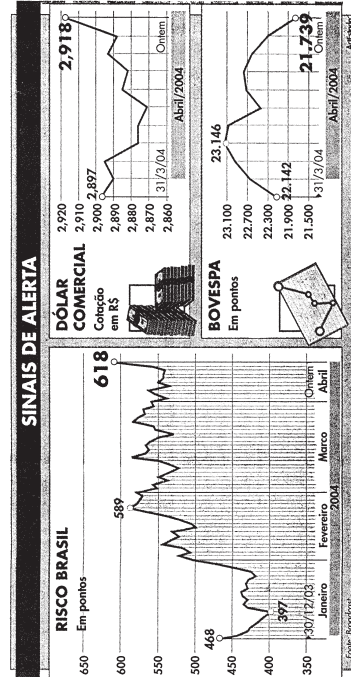 SINAIS DE ALERTA
RISCO BRASIL
Em pontos
650
600
550
500
450
400
350
468
397
589
618
30/12/03
Ontem
Janeiro
Fevereiro
Marco
Abril
2004
DÓLAR
COMERCIAL
Cotação
em R$
2,920
2,910
2,900
2,890
2,880
2,870
2,860
2,897
2,918
31/3/04
Ontem
Abril/2004
BOVESPA
Em pontos
23.100
22.700
22.300
21.900
21.500
22.142
23.146
21.739
31/3/04
Ontem
Abril/2004